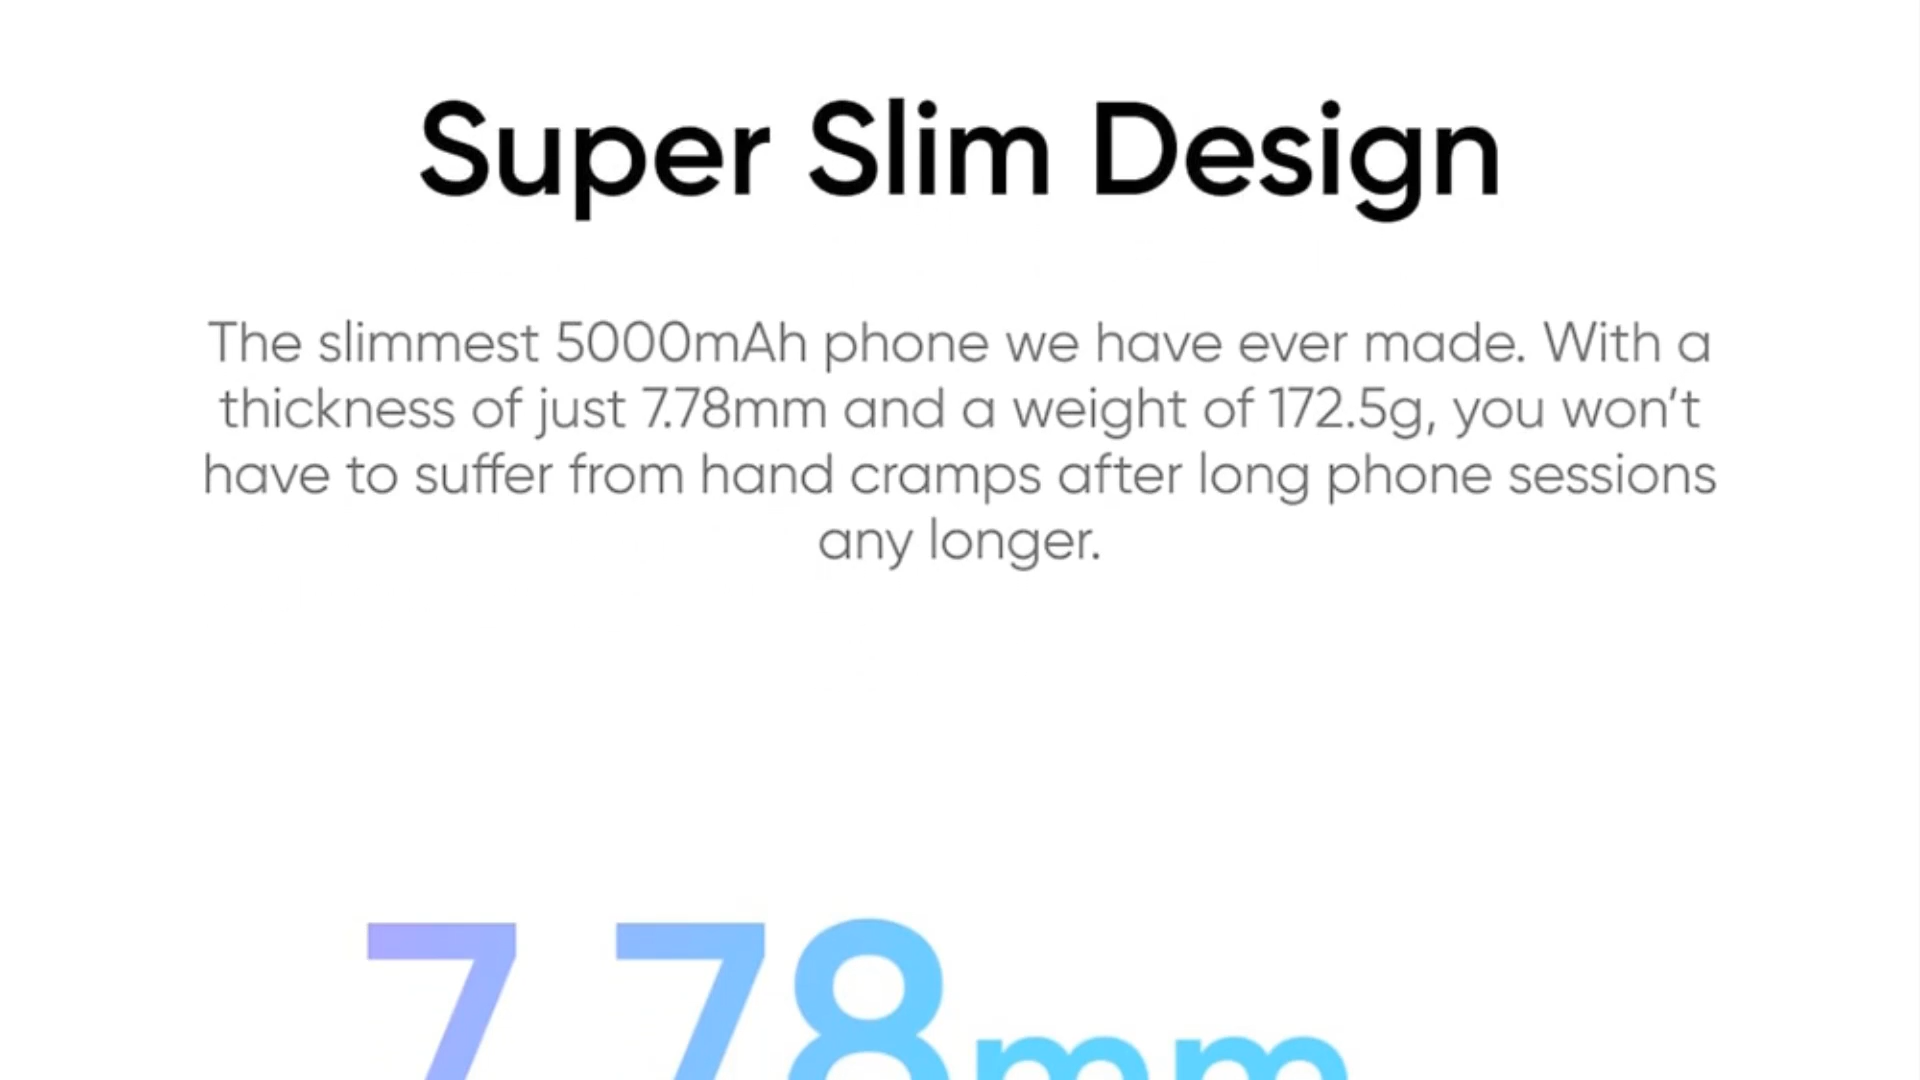 Super Slim Design
The slimmest 5000mAh phone we have ever made. With a
thickness of just 7.78mm and a weight of 172.5g, you won’t
have to suffer from hand cramps after long phone sessions
any longer.
7.78mm